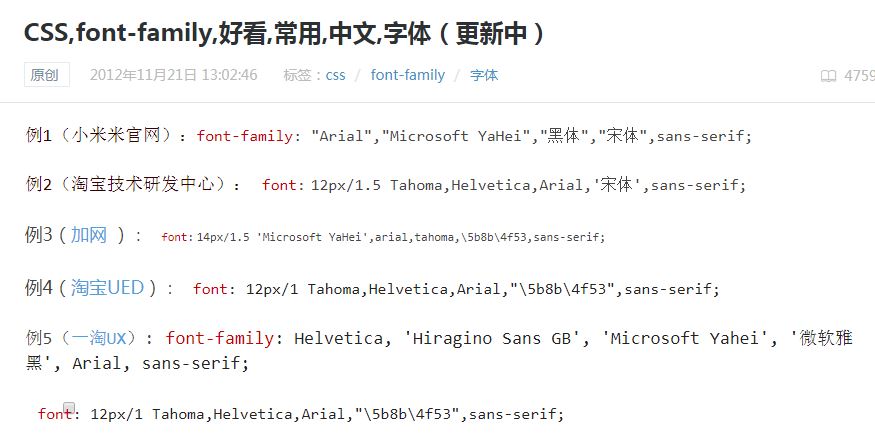 CSS,font-family,好看,常用,中文,字体（更新中）
原创 2012年11月21日 13:02:46 标签：css / font-family / 字体 4759
例1（小米米官网）：font-family: "Arial","Microsoft YaHei","黑体","宋体",sans-serif;
例2（淘宝技术研发中心）： font: 12px/1.5 Tahoma,Helvetica,Arial,'宋体',sans-serif;
例3（加网 ）： font:14px/1.5 'Microsoft YaHei',arial,tahoma,\5b8b\4f53,sans-serif;
例4（淘宝UED）： font: 12px/1 Tahoma,Helvetica,Arial,"\5b8b\4f53",sans-serif;
例5（一淘UX）: font-family: Helvetica, 'Hiragino Sans GB', 'Microsoft Yahei', '微软雅
黑', Arial, sans-serif;
font: 12px/1 Tahoma,Helvetica,Arial,"\5b8b\4f53",sans-serif;